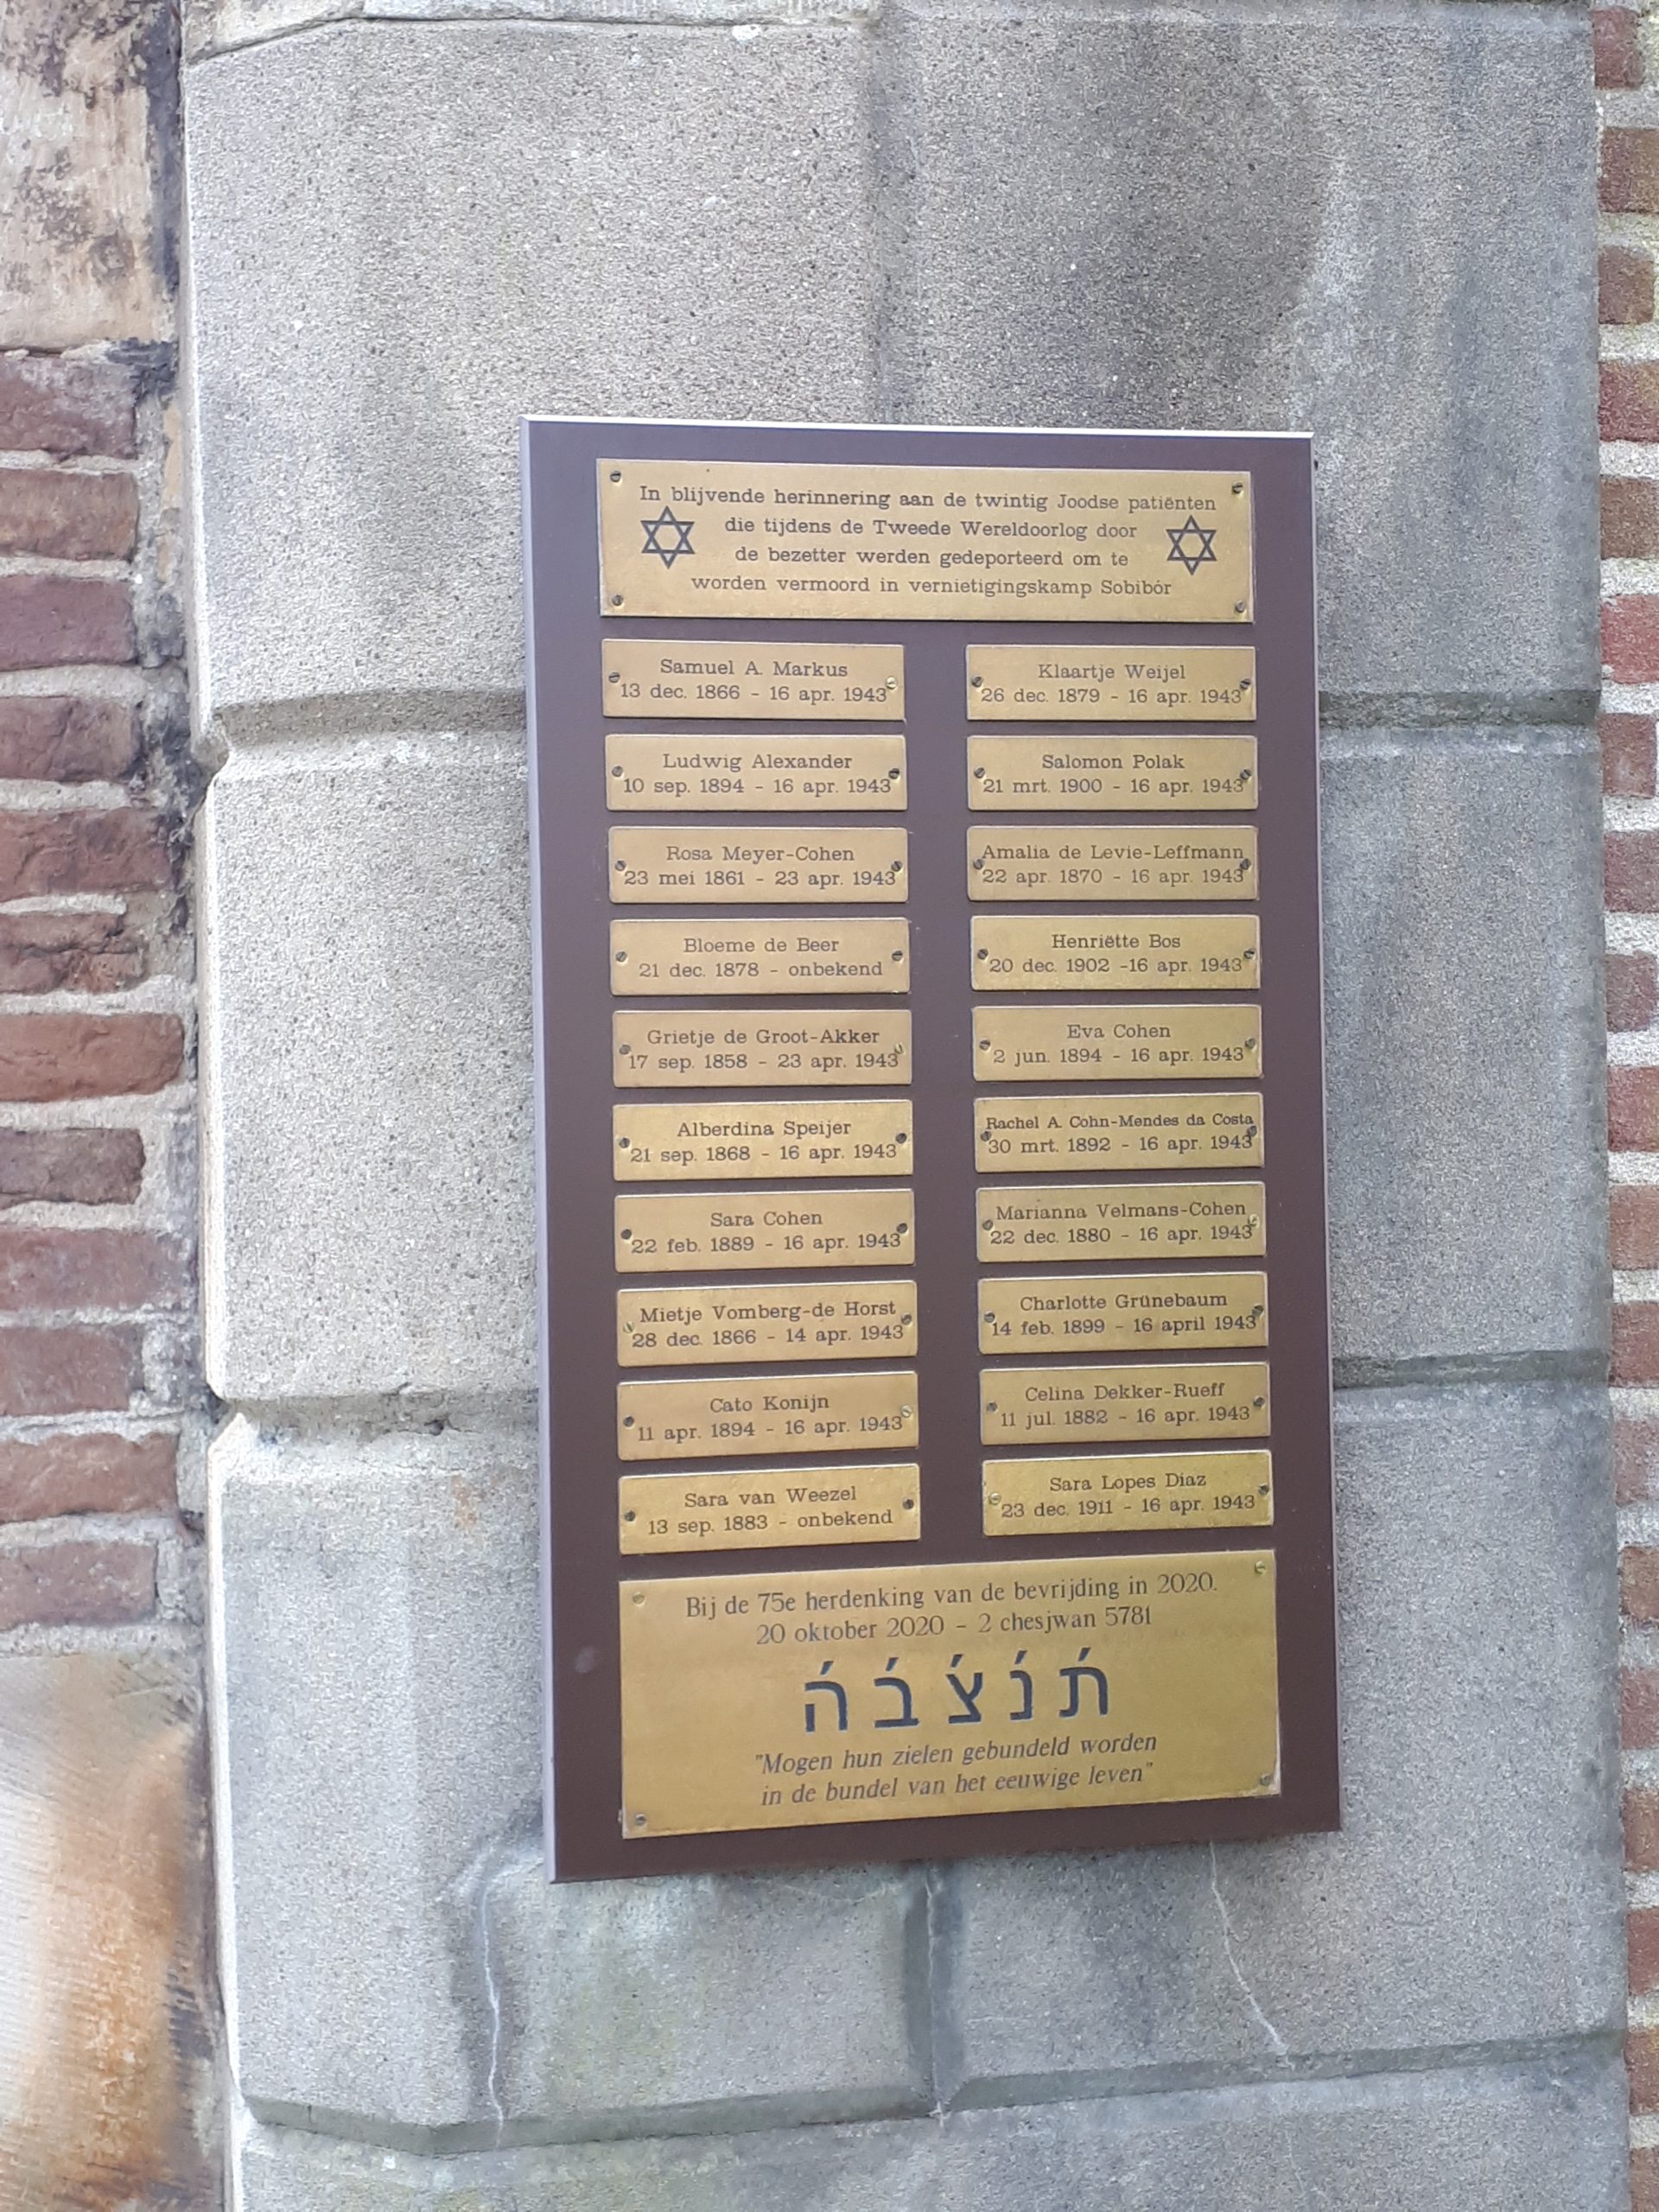 In blijvende herinnering aan de twintig Joodse patiënten
die tijdens de Tweede Wereldoorlog door
de bezetter werden gedeporteerd om te
worden vermoord in vernietigingskamp Sobibór
Samuel A. Markus
13 dec. 1866 - 16 apr. 1943
Ludwig Alexander
10 sep. 1894 - 16 apr. 1943
Rosa Meyer-Cohen
23 mei 1861 - 23 apr. 1943
Bloeme de Beer
21 dec. 1878 - onbekend
Grietje de Groot-Akker
17 sep. 1858 - 23 apr. 1943
Alberdina Speijer
21 sep. 1868 - 16 apr. 1943
Sara Cohen
22 feb. 1889 - 16 apr. 1943
Mietje Vomberg-de Horst
28 dec. 1866 - 14 apr. 1943
Cato Konijn
11 apr. 1894 - 16 apr. 1943
Sara van Weezel
13 sep. 1883 - onbekend
Klaartje Weijel
26 dec. 1879 - 16 apr. 1943
Salomon Polak
21 mrt. 1900 - 16 apr. 1943
Amalia de Levie-Leffmann
22 apr. 1870 - 16 apr. 1943
Henriëtte Bos
20 dec. 1902 -16 apr. 1943
Eva Cohen
2 jun. 1894 - 16 apr. 1943
Rachel A. Cohn-Mendes da Costa
30 mrt. 1892 - 16 apr. 1943
Marianna Velmans-Cohen
22 dec. 1880 - 16 apr. 1943
Charlotte Grünebaum
14 feb. 1899 - 16 april 1943
Celina Dekker-Rueff
11 jul. 1882 - 16 apr. 1943
Sara Lopes Diaz
23 dec. 1911 - 16 apr. 1943
Bij de 75e herdenking van de bevrijding in 2020.
20 oktober 2020 - 2 chesjwan 5781
ת׳נ׳צ׳ב׳ה׳
"Mogen hun zielen gebundeld worden
in de bundel van het eeuwige leven"